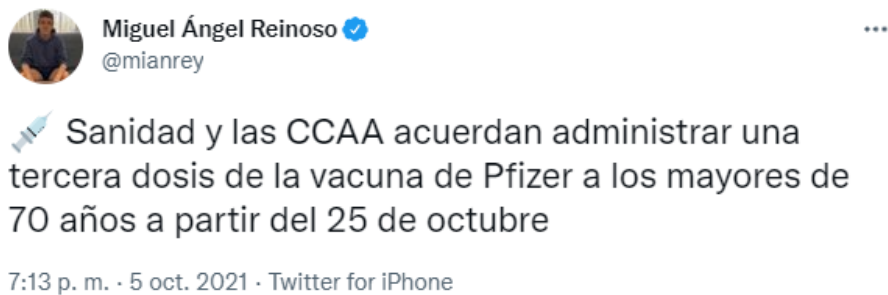 Miguel Ángel Reinoso
@mianrey
Sanidad y las CCAA acuerdan administrar una
tercera dosis de la vacuna de Pfizer a los mayores de
70 años a partir del 25 de octubre
7:13 p. m. · 5 oct. 2021 · Twitter for iPhone